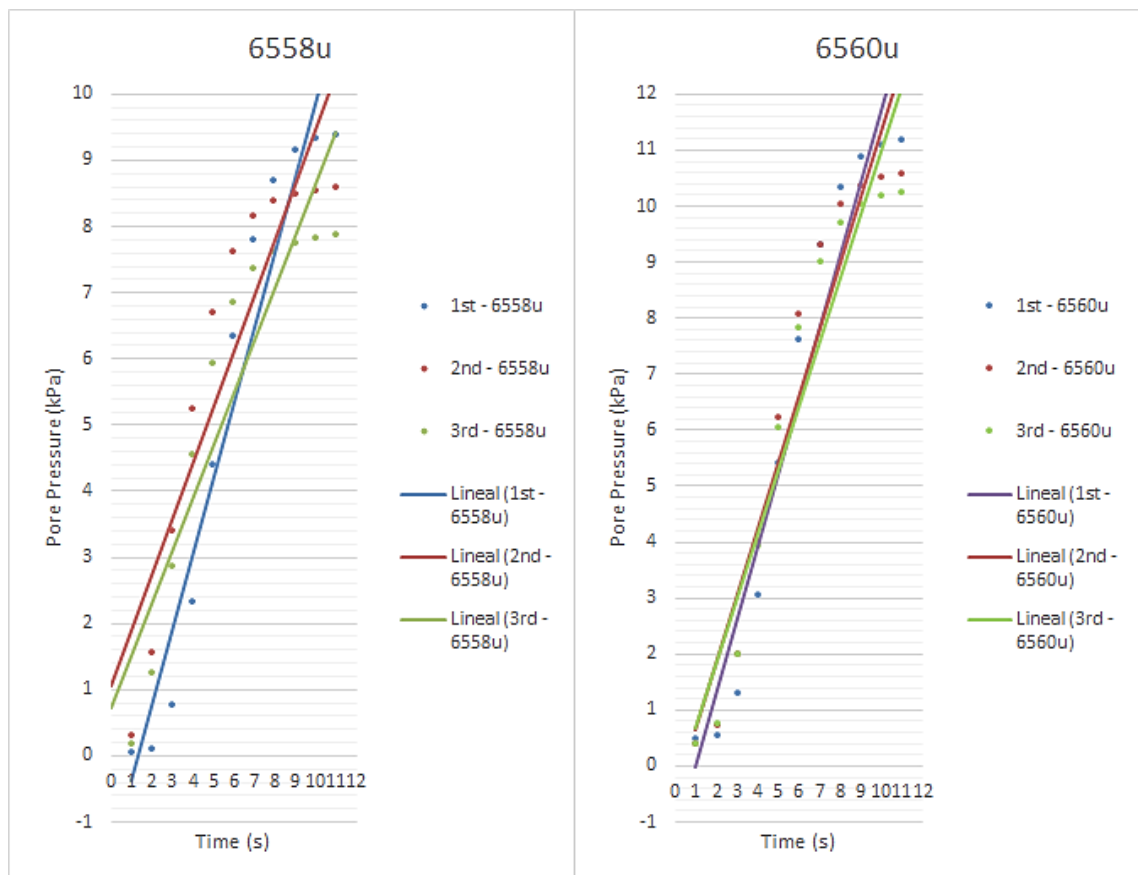 6558u
10
9
8
7
6
5
4
3
2
1
0
-1
Pore Pressure (kPa)
0 1 2 3 4 5 6 7 8 9 10 11 12
Time (s)
1st - 6558u
2nd - 6558u
3rd - 6558u
Lineal (1st -
6558u)
Lineal (2nd -
6558u)
Lineal (3rd -
6558u)
6560u
12
11
10
9
8
7
6
5
4
3
2
1
0
-1
Pore Pressure (kPa)
0 1 2 3 4 5 6 7 8 9 10 11 12
Time (s)
1st - 6560u
2nd - 6560u
3rd - 6560u
Lineal (1st -
6560u)
Lineal (2nd -
6560u)
Lineal (3rd -
6560u)